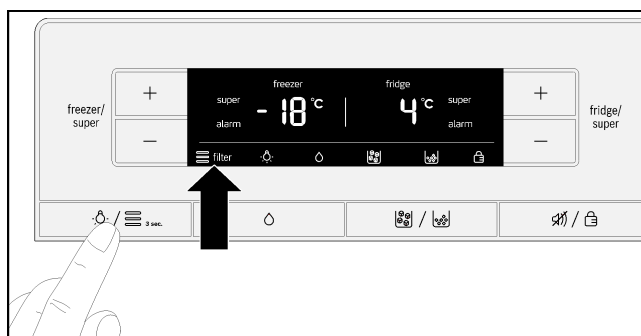 freezer/
super
+
−
freezer
super
alarm
-18 °C
fridge
4 °C
super
alarm
filter
+
−
fridge/
super
/ 3 sec.
/
/